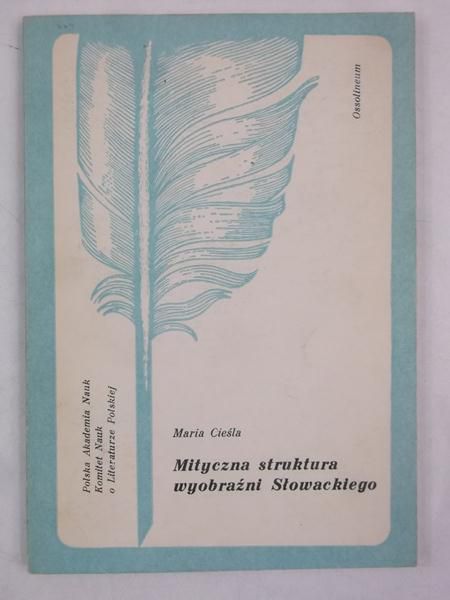 Ossolineum
Polska Akademia Nauk
Komitet Nauk
o Literaturze Polskiej
Maria Cieśla
Mityczna struktura
wyobraźni Słowackiego